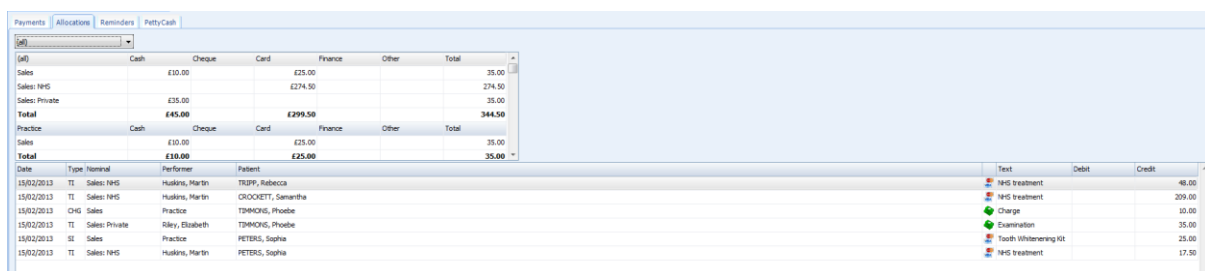 Payments Allocations Reminders PettyCash
(all)
(all) Cash Cheque Card Finance Other Total
Sales £10.00 £25.00 35.00
Sales: NHS £274.50 274.50
Sales: Private £35.00 35.00
Total £45.00 £299.50 344.50
Practice Cash Cheque Card Finance Other Total
Sales £10.00 £25.00 35.00
Total £10.00 £25.00 35.00
Date Type Nominal Performer Patient Text Debit Credit
15/02/2013 TI Sales: NHS Huskins, Martin TRIPP, Rebecca NHS treatment 48.00
15/02/2013 TI Sales: NHS Huskins, Martin CROCKETT, Samantha NHS treatment 209.00
15/02/2013 CHG Sales Practice TIMMONS, Phoebe Charge 10.00
15/02/2013 TI Sales: Private Riley, Elizabeth TIMMONS, Phoebe Examination 35.00
15/02/2013 SI Sales Practice PETERS, Sophia Tooth Whitenening Kit 25.00
15/02/2013 TI Sales: NHS Huskins, Martin PETERS, Sophia NHS treatment 17.50